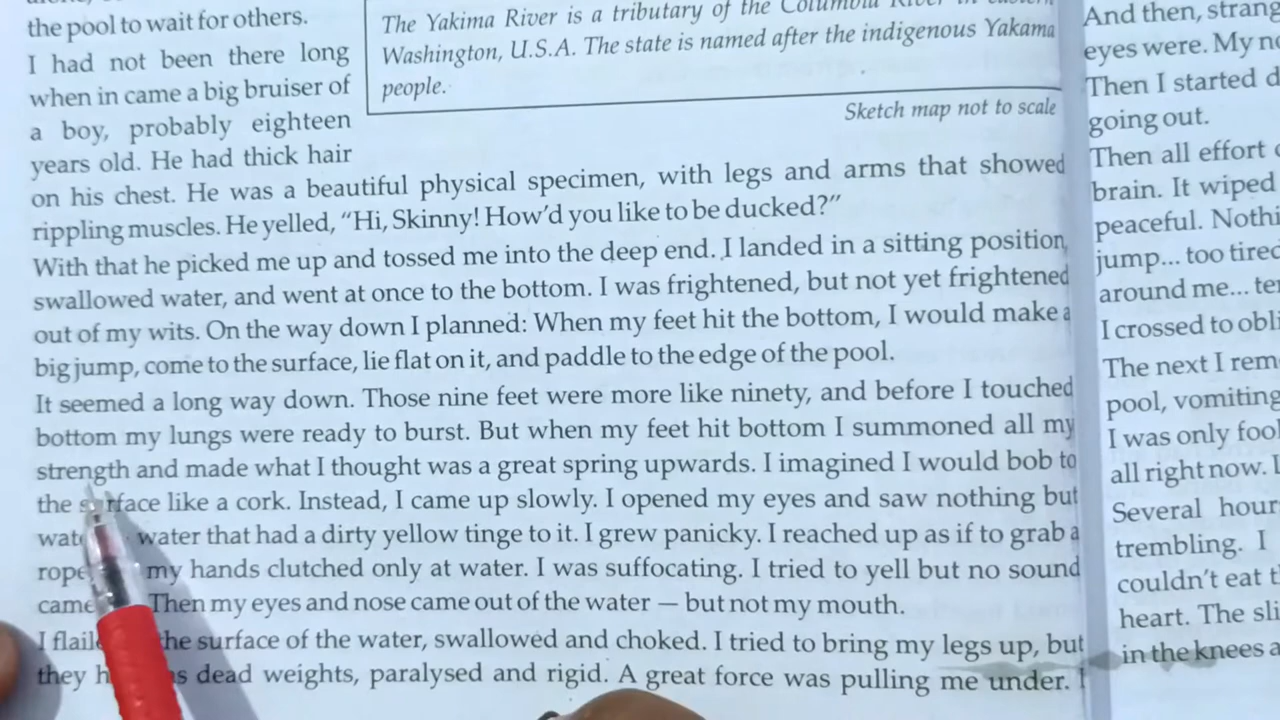 the pool to wait for others.
I had not been there long
when in came a big bruiser of
a boy, probably eighteen
years old. He had thick hair
on his chest. He was a beautiful physical specimen, with legs and arms that showed
rippling muscles. He yelled, “Hi, Skinny! How’d you like to be ducked?”
With that he picked me up and tossed me into the deep end. I landed in a sitting position,
swallowed water, and went at once to the bottom. I was frightened, but not yet frightened
out of my wits. On the way down I planned: When my feet hit the bottom, I would make a
big jump, come to the surface, lie flat on it, and paddle to the edge of the pool.
It seemed a long way down. Those nine feet were more like ninety, and before I touched
bottom my lungs were ready to burst. But when my feet hit bottom I summoned all my
strength and made what I thought was a great spring upwards. I imagined I would bob to
the surface like a cork. Instead, I came up slowly. I opened my eyes and saw nothing but
water that had a dirty yellow tinge to it. I grew panicky. I reached up as if to grab a
rope my hands clutched only at water. I was suffocating. I tried to yell but no sound
came Then my eyes and nose came out of the water — but not my mouth.
I the surface of the water, swallowed and choked. I tried to bring my legs up, but
they dead weights, paralysed and rigid. A great force was pulling me under. I
The Yakima River is a tributary of the Columbia River in eastern
Washington, U.S.A. The state is named after the indigenous Yakama
people.
Sketch map not to scale
And then, strang
eyes were. My
Then I started d
going out.
Then all effort
brain. It wiped
peaceful. Nothi
jump... too tired
around me... ter
I crossed to obli
The next I rem
pool, vomiting
I was only fool
all right now. I
Several hour
trembling. I
couldn’t eat t
heart. The sli
in the knees a